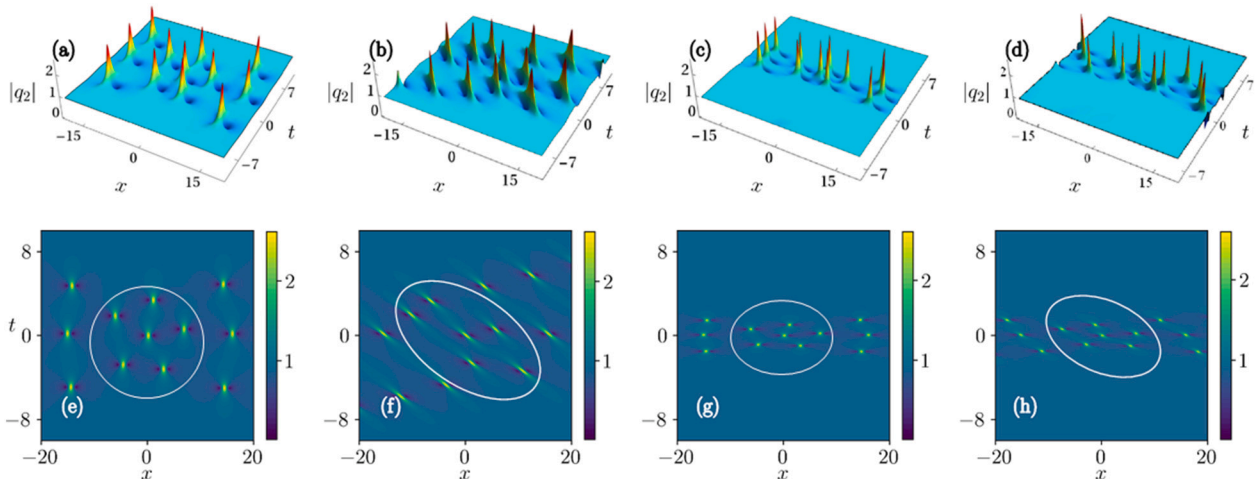 (a) (b) (c) (d)
2 2 2 2
|q₂| 1 |q₂| 1 |q₂| 1 |q₂| 1
0 0 0 0
7 7 7 7
-15 0 t -15 0 t -15 0 t -15 0 t
0 0 0 0
x 15 -7 x 15 -7 x 15 -7 x 15 -7
8 8 8 8
2 2 2 2
t 0 0 0 0
1 1 1 1
-8 (e) -8 (f) -8 (g) -8 (h)
-20 0 20 -20 0 20 -20 0 20 -20 0 20
x x x x